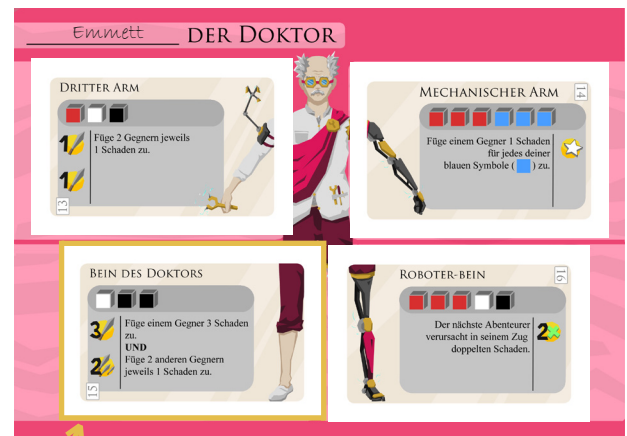 Emmett DER DOKTOR
DRITTER ARM
1 Füge 2 Gegnern jeweils
1 Schaden zu.
1
13
MECHANISCHER ARM
14
Füge einem Gegner 1 Schaden
für jedes deiner
blauen Symbole ( ) zu.
BEIN DES DOKTORS
3 Füge einem Gegner 3 Schaden
zu.
UND
2 Füge 2 anderen Gegnern
jeweils 1 Schaden zu.
15
ROBOTER-BEIN
16
Der nächste Abenteurer
verursacht in seinem Zug
doppelten Schaden.
2